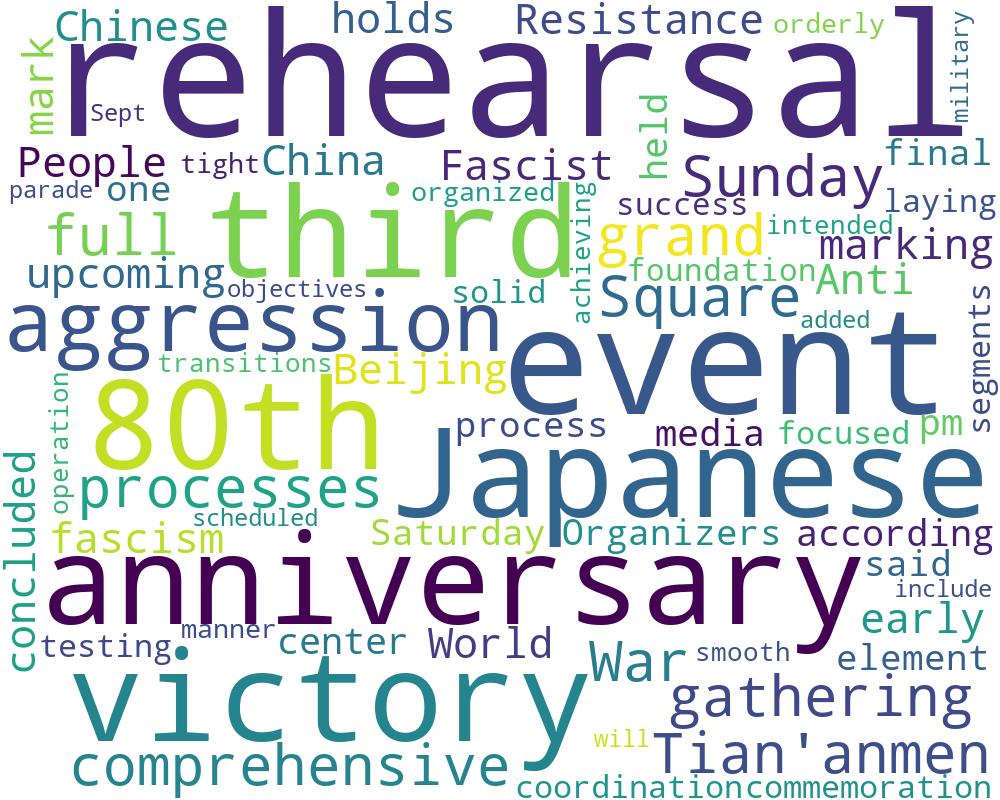 Chinese
holds
Resistance
orderly
rehearsal
military
mark
Sept
People
tight
China
Fascist
held
Sunday
final
parade
one
organized
achieving
success
laying
full
third
grand
intended
marking
upcoming
objectives
solid
foundation
Anti
aggression
Square
added
segments
event
transitions
Beijing
operation
80th
process
media
focused
pm
processes
Japanese
concluded
scheduled
fascism
Saturday
Organizers
according
anniversary
said
include
early
testing
manner
center
World
War
smooth
element
victory
gathering
will
Tian'anmen
comprehensive
coordination
commemoration